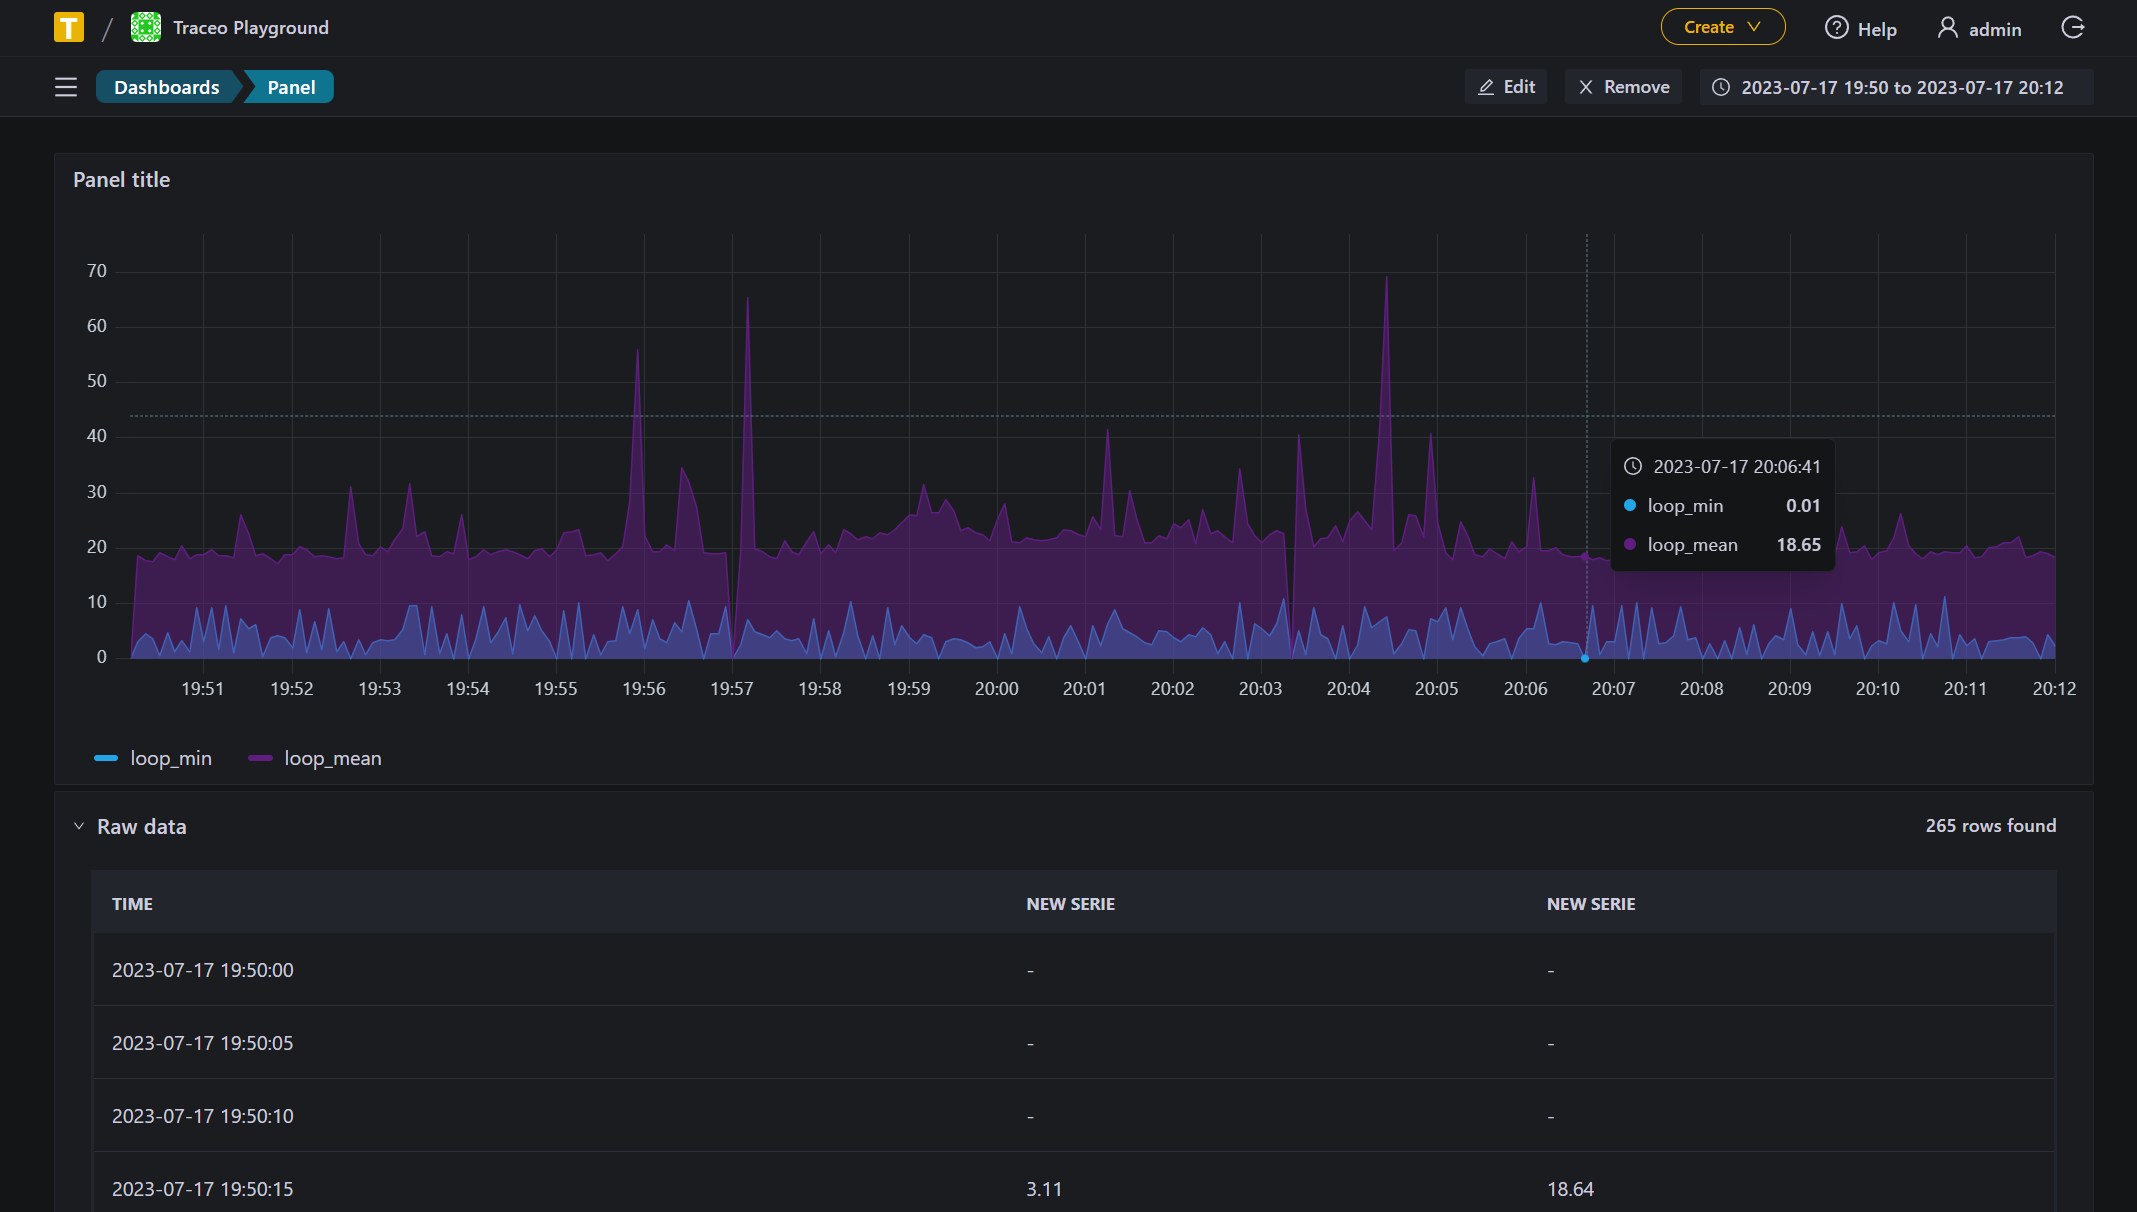 T / Traceo Playground Create Help admin
Dashboards Panel Edit Remove 2023-07-17 19:50 to 2023-07-17 20:12
Panel title
70
60
50
40
30
20
10
0
2023-07-17 20:06:41
loop_min 0.01
loop_mean 18.65
19:51 19:52 19:53 19:54 19:55 19:56 19:57 19:58 19:59 20:00 20:01 20:02 20:03 20:04 20:05 20:06 20:07 20:08 20:09 20:10 20:11 20:12
loop_min loop_mean
Raw data 265 rows found
TIME NEW SERIE NEW SERIE
2023-07-17 19:50:00 - -
2023-07-17 19:50:05 - -
2023-07-17 19:50:10 - -
2023-07-17 19:50:15 3.11 18.64